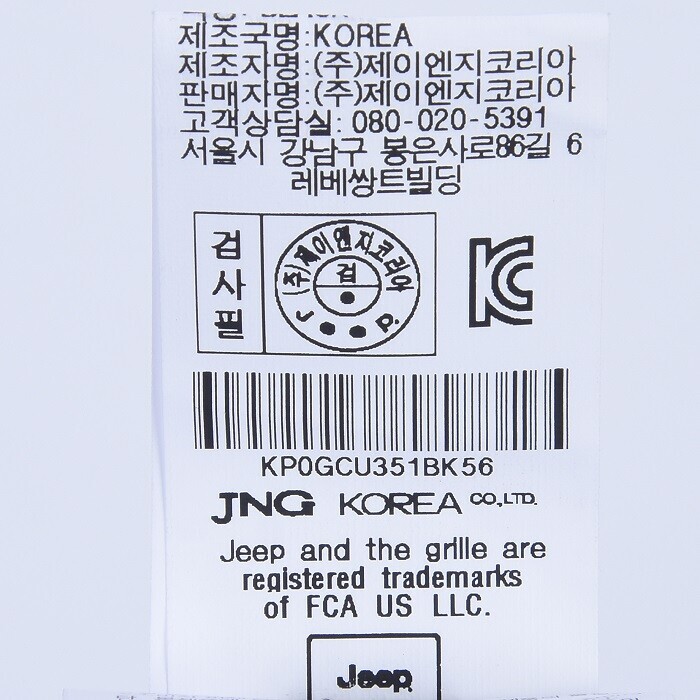 제조국명:KOREA
제조자명:(주)제이엔지코리아
판매자명:(주)제이엔지코리아
고객상담실: 080-020-5391
서울시 강남구 봉은사로86길 6
레베쌍트빌딩
검사필
(주)제이엔지코리아
검
J
P.
KC
KP0GCU351BK56
JNG KOREA CO,.LTD.
Jeep and the grille are
registered trademarks
of FCA US LLC.
Jeep